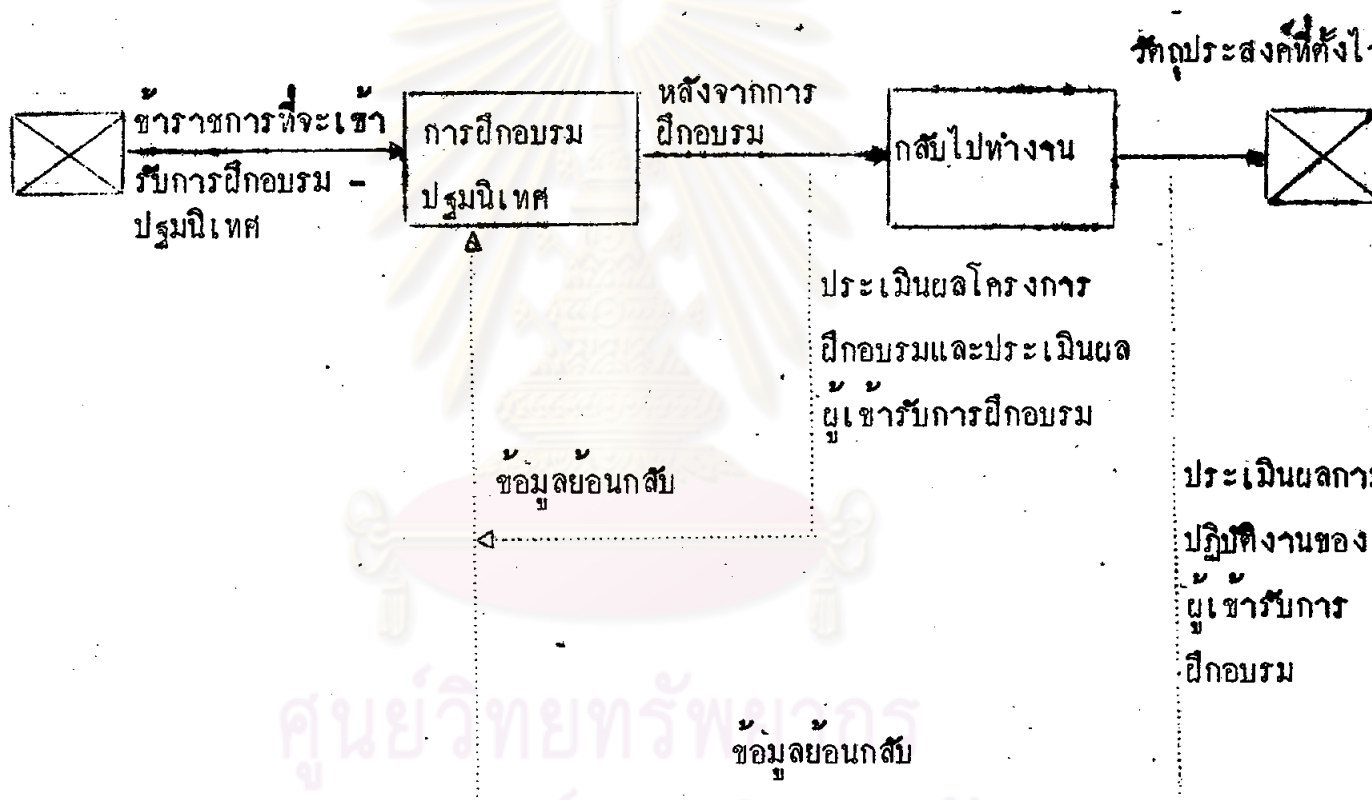 วัตถุประสงค์ที่ตั้งไว้
ข้าราชการที่จะเข้า
รับการฝึกอบรม -
ปฐมนิเทศ
การฝึกอบรม
ปฐมนิเทศ
หลังจากการ
ฝึกอบรม
กลับไปทำงาน
ประเมินผลโครงการ
ฝึกอบรมและประเมินผล
ผู้เข้ารับการฝึกอบรม
ข้อมูลย้อนกลับ
ประเมินผลการ
ปฏิบัติงานของ
ผู้เข้ารับการ
ฝึกอบรม
ศูนย์วิทยทรัพยากร
ข้อมูลย้อนกลับ